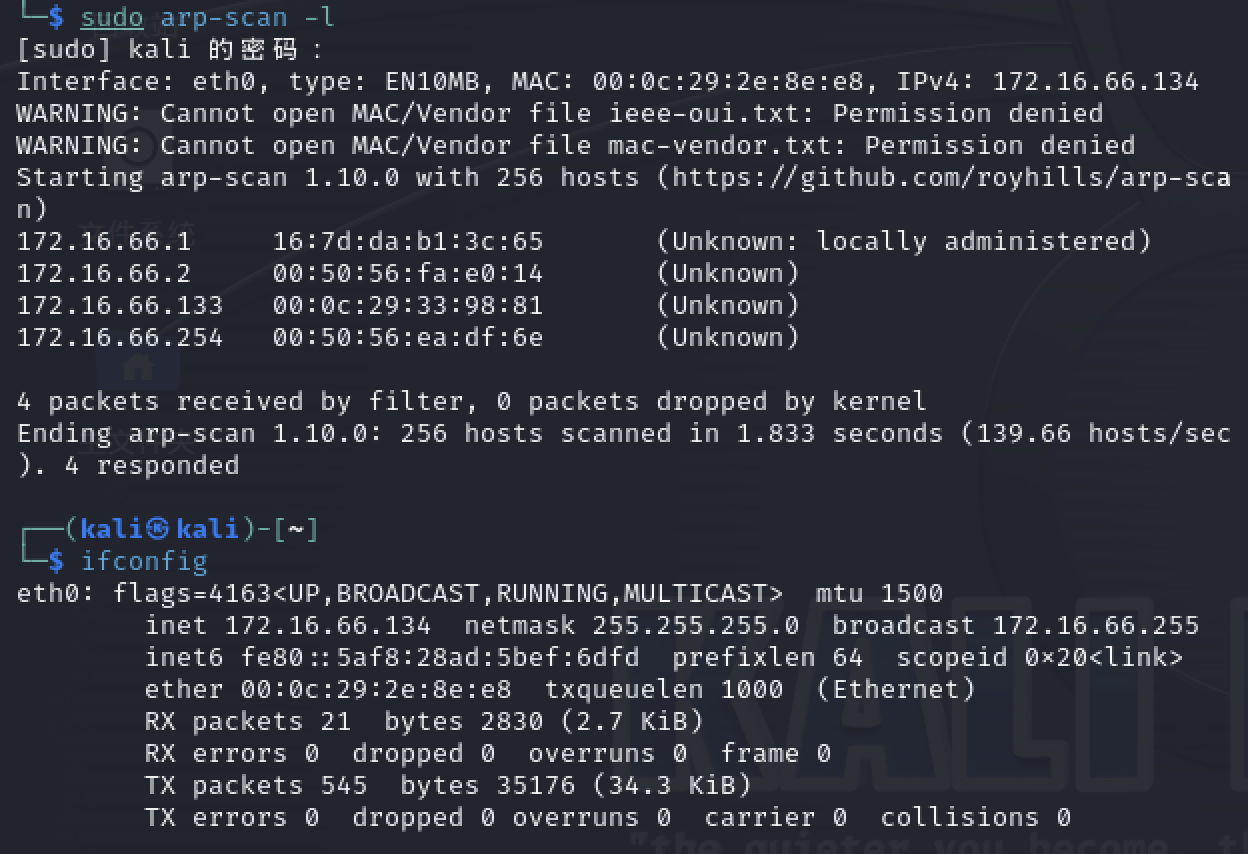 └─$ sudo arp-scan -l
[sudo] kali 的密码：
Interface: eth0, type: EN10MB, MAC: 00:0c:29:2e:8e:e8, IPv4: 172.16.66.134
WARNING: Cannot open MAC/Vendor file ieee-oui.txt: Permission denied
WARNING: Cannot open MAC/Vendor file mac-vendor.txt: Permission denied
Starting arp-scan 1.10.0 with 256 hosts (https://github.com/royhills/arp-sca
n)
172.16.66.1     16:7d:da:b1:3c:65       (Unknown: locally administered)
172.16.66.2     00:50:56:fa:e0:14       (Unknown)
172.16.66.133   00:0c:29:33:98:81       (Unknown)
172.16.66.254   00:50:56:ea:df:6e       (Unknown)
4 packets received by filter, 0 packets dropped by kernel
Ending arp-scan 1.10.0: 256 hosts scanned in 1.833 seconds (139.66 hosts/sec
). 4 responded
┌──(kali㉿kali)-[~]
└─$ ifconfig
eth0: flags=4163<UP,BROADCAST,RUNNING,MULTICAST>  mtu 1500
        inet 172.16.66.134  netmask 255.255.255.0  broadcast 172.16.66.255
        inet6 fe80::5af8:28ad:5bef:6dfd  prefixlen 64  scopeid 0×20<link>
        ether 00:0c:29:2e:8e:e8  txqueuelen 1000  (Ethernet)
        RX packets 21  bytes 2830 (2.7 KiB)
        RX errors 0  dropped 0  overruns 0  frame 0
        TX packets 545  bytes 35176 (34.3 KiB)
        TX errors 0  dropped 0 overruns 0  carrier 0  collisions 0
KALI
"the quieter you become